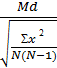 Md
√(Σx²
N(N−1))